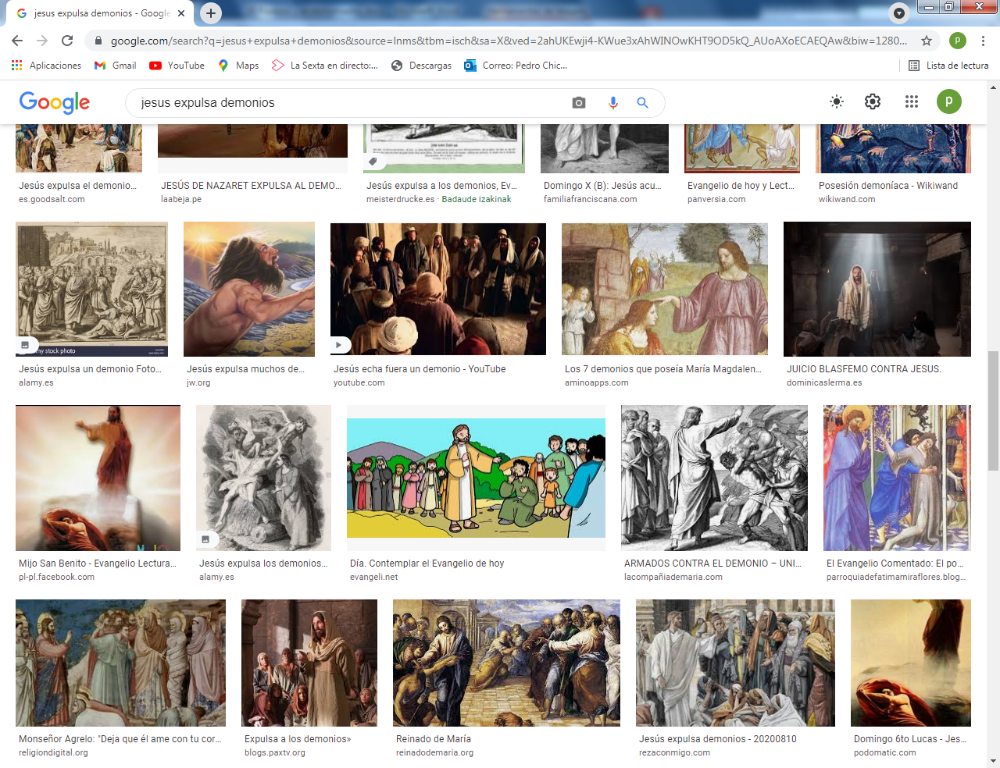 jesus expulsa demonios - Google
google.com/search?q=jesus+expulsa+demonios&source=lnms&tbm=isch&sa=X&ved=2ahUKEwji4-KWue3xAhWINOwKHT9OD5kQ_AUoAXoECAEQAw&biw=1280...
p
Aplicaciones Gmail YouTube Maps La Sexta en directo:... Descargas Correo: Pedro Chic... Lista de lectura
Google jesus expulsa demonios p
Jesús expulsa el demonio... JESÚS DE NAZARET EXPULSA AL DEMO... Jesús expulsa a los demonios, Ev... Domingo X (B): Jesús acu... Evangelio de hoy y Lect... Posesión demoníaca - Wikiwand
es.goodsalt.com laabeja.pe meisterdrucke.es · Badaude izakinak familiafranciscana.com panversia.com wikiwand.com
my stock photo
Jesús expulsa un demonio Foto... Jesús expulsa muchos de... Jesús echa fuera un demonio - YouTube Los 7 demonios que poseía María Magdalen... JUICIO BLASFEMO CONTRA JESUS.
alamy.es jw.org youtube.com aminoapps.com dominicaslerma.es
Mijo San Benito - Evangelio Lectura... Jesús expulsa los demonios... Día. Contemplar el Evangelio de hoy ARMADOS CONTRA EL DEMONIO – UNI... El Evangelio Comentado: El po...
pl-pl.facebook.com alamy.es evangeli.net lacompañiademaria.com parroquiadefatimamiraflores.blog...
Monseñor Agrelo: "Deja que él ame con tu cor... Expulsa a los demonios» Reinado de María Jesús expulsa demonios - 20200810 Domingo 6to Lucas - Jes...
religiondigital.org blogs.paxtv.org reinadodemaria.org rezaconmigo.com podomatic.com